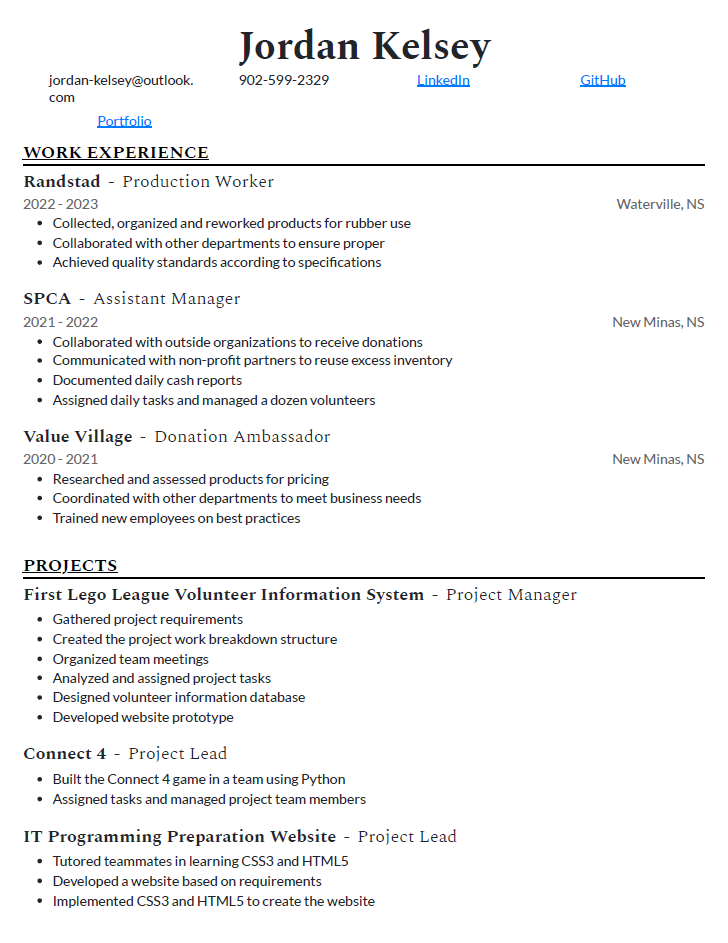 Jordan Kelsey
jordan-kelsey@outlook. 902-599-2329 LinkedIn GitHub
com
Portfolio
WORK EXPERIENCE
Randstad - Production Worker
2022 - 2023 Waterville, NS
• Collected, organized and reworked products for rubber use
• Collaborated with other departments to ensure proper
• Achieved quality standards according to specifications
SPCA - Assistant Manager
2021 - 2022 New Minas, NS
• Collaborated with outside organizations to receive donations
• Communicated with non-profit partners to reuse excess inventory
• Documented daily cash reports
• Assigned daily tasks and managed a dozen volunteers
Value Village - Donation Ambassador
2020 - 2021 New Minas, NS
• Researched and assessed products for pricing
• Coordinated with other departments to meet business needs
• Trained new employees on best practices
PROJECTS
First Lego League Volunteer Information System - Project Manager
• Gathered project requirements
• Created the project work breakdown structure
• Organized team meetings
• Analyzed and assigned project tasks
• Designed volunteer information database
• Developed website prototype
Connect 4 - Project Lead
• Built the Connect 4 game in a team using Python
• Assigned tasks and managed project team members
IT Programming Preparation Website - Project Lead
• Tutored teammates in learning CSS3 and HTML5
• Developed a website based on requirements
• Implemented CSS3 and HTML5 to create the website